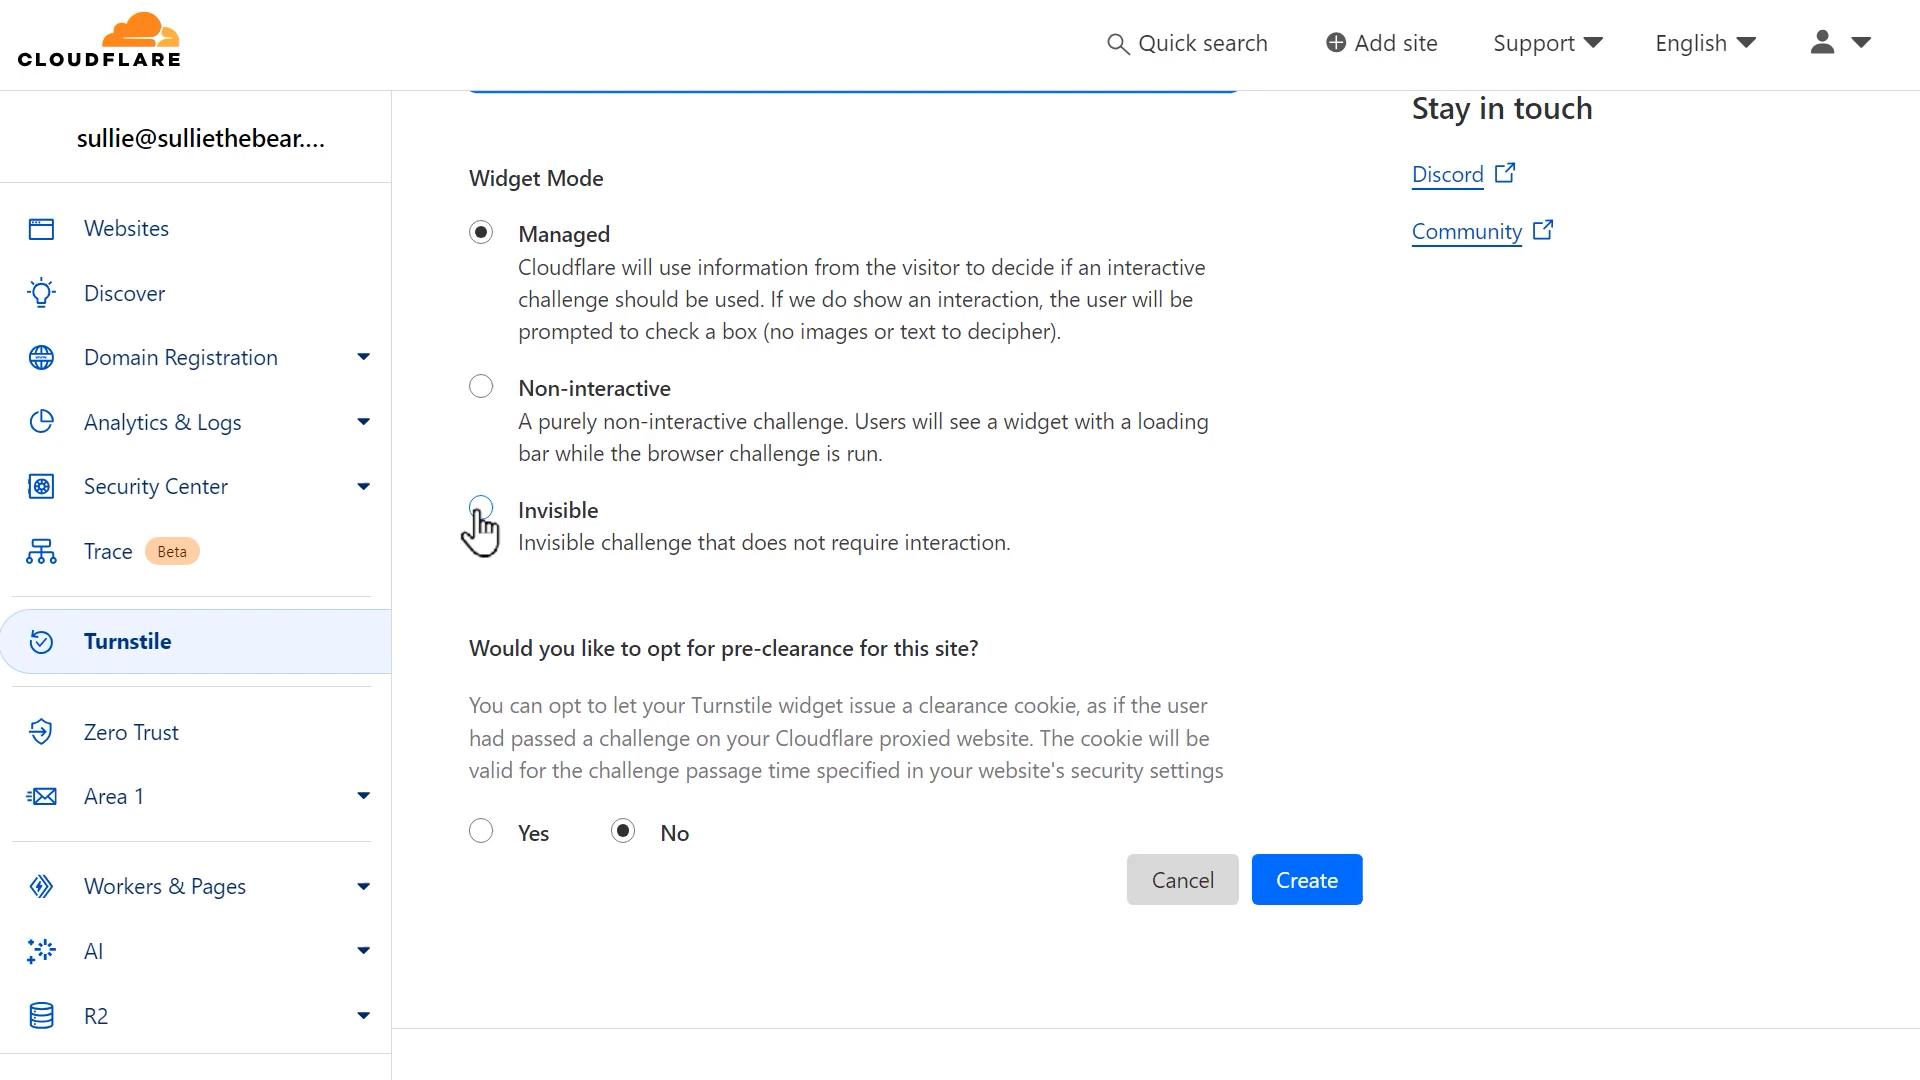 CLOUDFLARE
Quick search
Add site
Support
English
sullie@sulliethebear....
Websites
Discover
Domain Registration
Analytics & Logs
Security Center
Trace Beta
Turnstile
Zero Trust
Area 1
Workers & Pages
AI
R2
Widget Mode
Managed
Cloudflare will use information from the visitor to decide if an interactive
challenge should be used. If we do show an interaction, the user will be
prompted to check a box (no images or text to decipher).
Non-interactive
A purely non-interactive challenge. Users will see a widget with a loading
bar while the browser challenge is run.
Invisible
Invisible challenge that does not require interaction.
Would you like to opt for pre-clearance for this site?
You can opt to let your Turnstile widget issue a clearance cookie, as if the user
had passed a challenge on your Cloudflare proxied website. The cookie will be
valid for the challenge passage time specified in your website's security settings
Yes No
Cancel Create
Stay in touch
Discord
Community